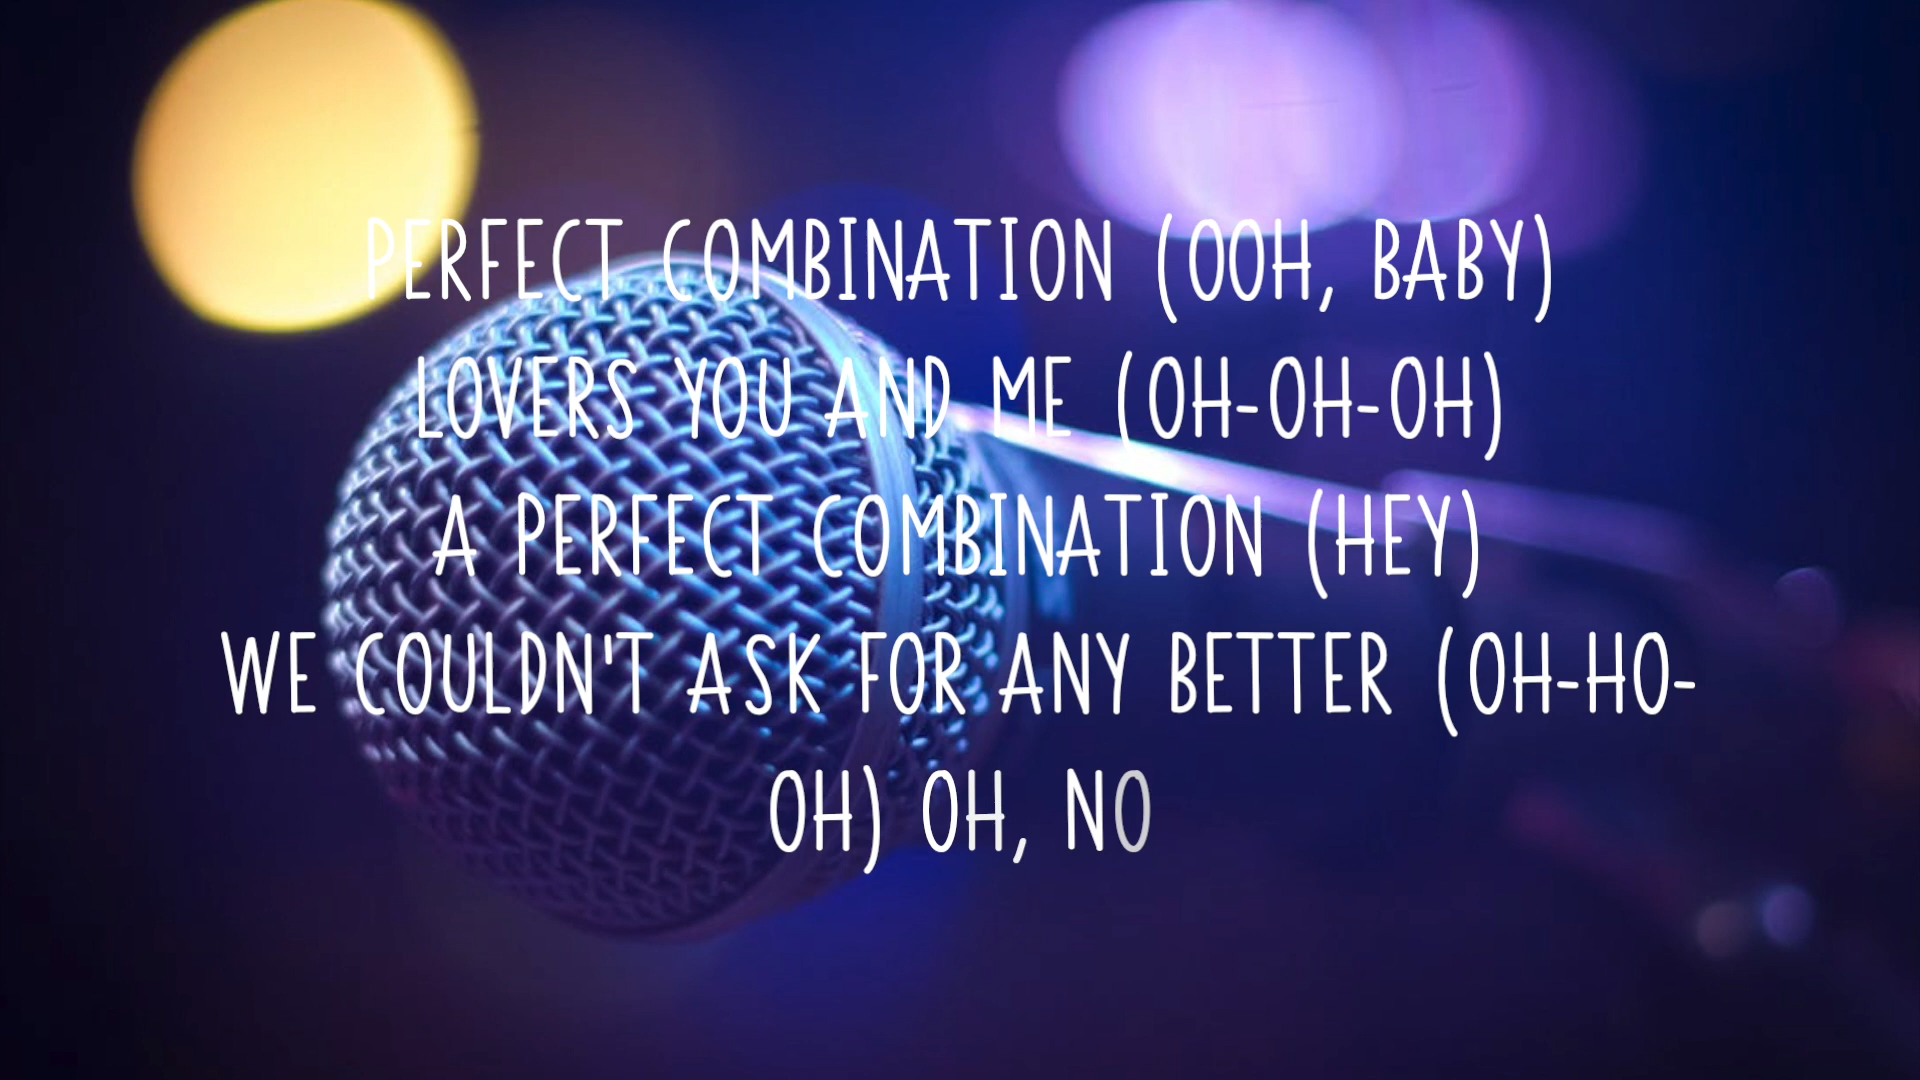 PERFECT COMBINATION (OOH, BABY)
LOVERS YOU AND ME (OH-OH-OH)
A PERFECT COMBINATION (HEY)
WE COULDN'T ASK FOR ANY BETTER (OH-HO-
OH) OH, NO